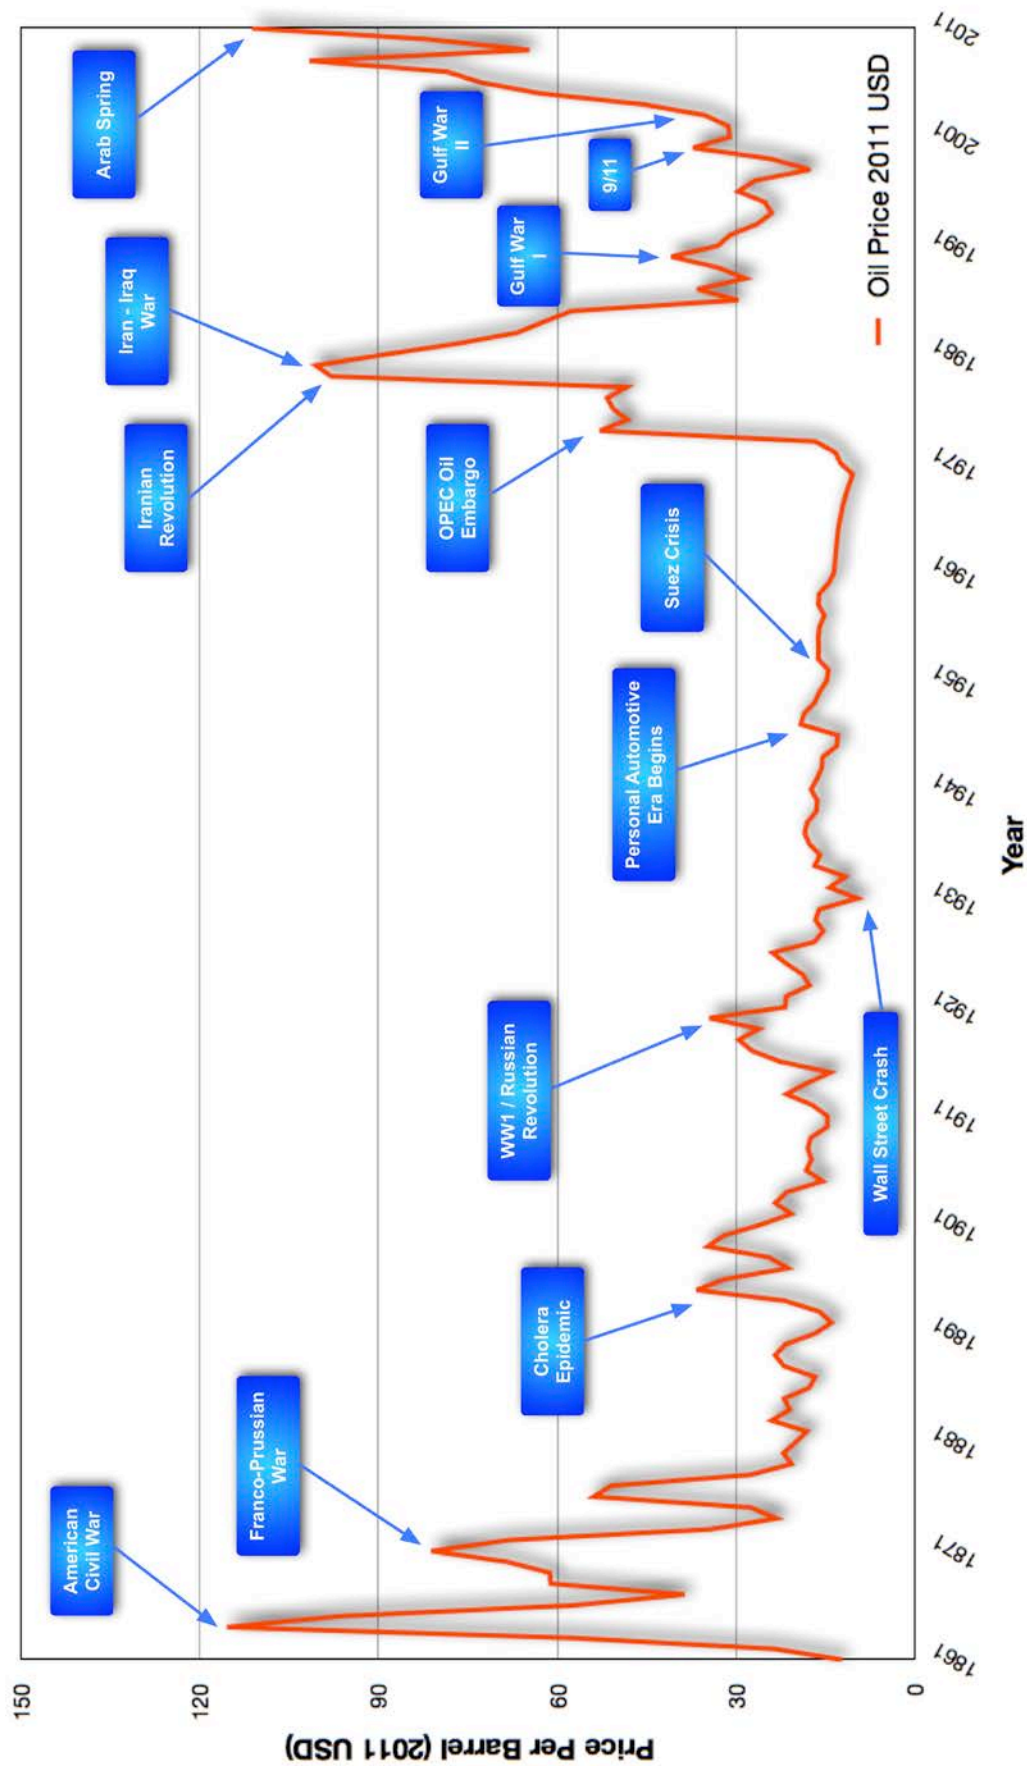 150
120
90
60
30
0
Price Per Barrel (2011 USD)
American
Civil War
Franco-Prussian
War
Cholera
Epidemic
WW1 / Russian
Revolution
Wall Street Crash
Personal Automotive
Era Begins
Suez Crisis
OPEC Oil
Embargo
Iranian
Revolution
Iran - Iraq
War
Gulf War
I
9/11
Gulf War
II
Arab Spring
Oil Price 2011 USD
1861
1871
1881
1891
1901
1911
1921
1931
1941
1951
1961
1971
1981
1991
2001
2011
Year